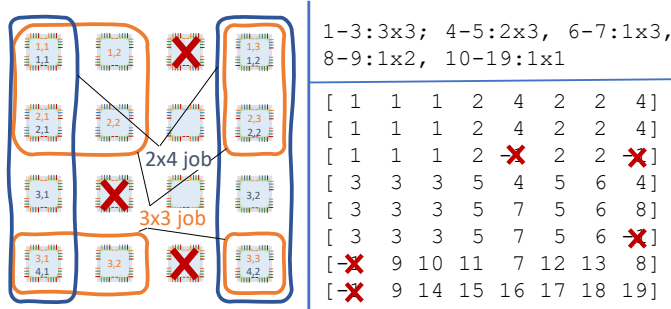 1,1
1,1
1,2
1,3
1,2
2,1
2,1
2,2
2,3
2,2
2x4 job
3,1
3,2
3x3 job
3,1
4,1
3,2
3,3
4,2
1-3:3x3; 4-5:2x3, 6-7:1x3,
8-9:1x2, 10-19:1x1
[ 1 1 1 2 4 2 2 4]
[ 1 1 1 2 4 2 2 4]
[ 1 1 1 2 -1 2 2 -1]
[ 3 3 3 5 4 5 6 4]
[ 3 3 3 5 7 5 6 8]
[ 3 3 3 5 7 5 6 -1]
[-1 9 10 11 7 12 13 8]
[-1 9 14 15 16 17 18 19]